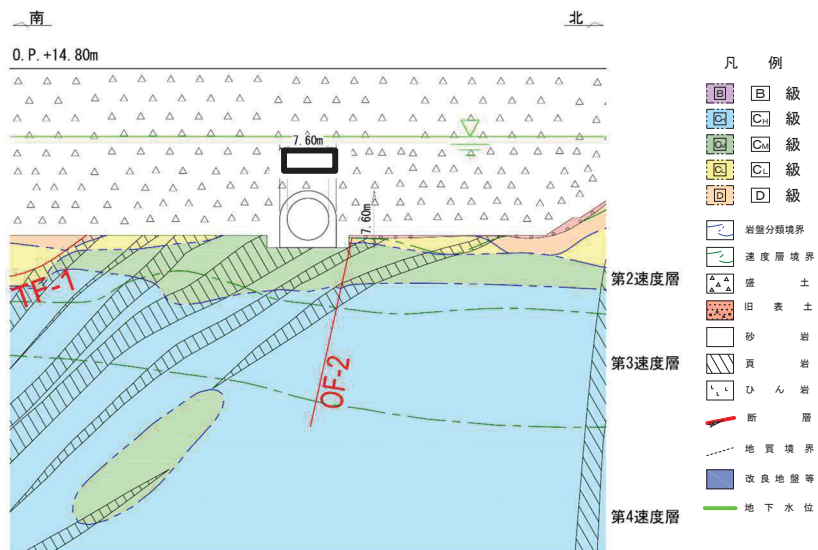 南
北
O.P.+14.80m
7.60m
7.60m
TF-1
OF-2
第2速度層
第3速度層
第4速度層
凡 例
B B 級
CH CH 級
CM CM 級
CL CL 級
D D 級
岩盤分類境界
速度層境界
盛 土
旧 表 土
砂 岩
頁 岩
ひ ん 岩
断 層
地 質 境 界
改 良 地 盤 等
地 下 水 位